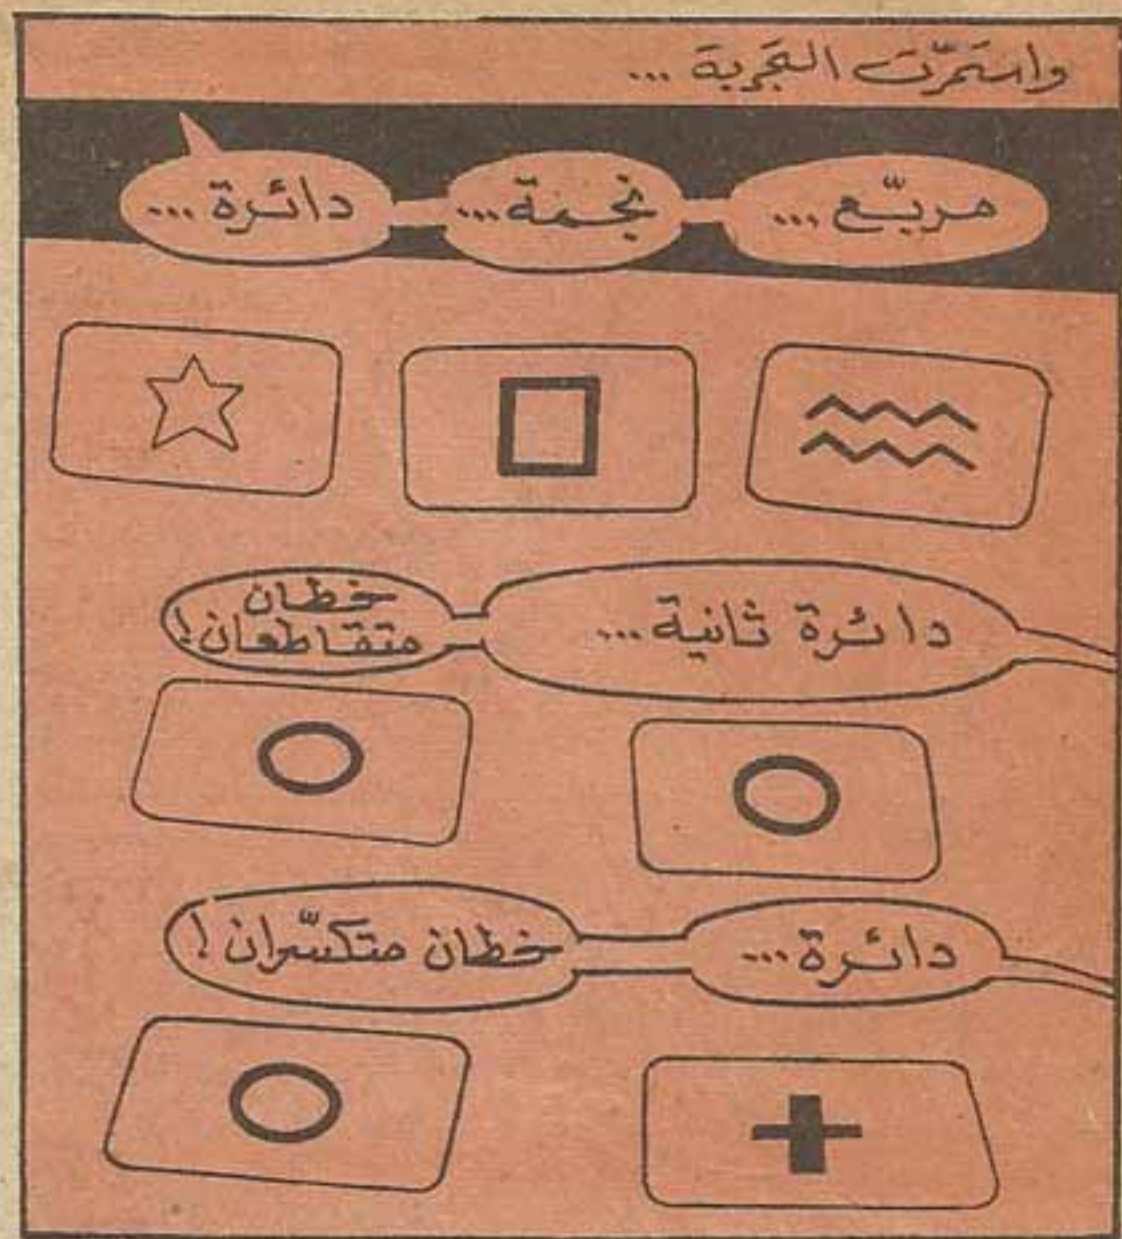 واستمرّت التجربة ...
مربّع ...
نجمة ...
دائرة ...
دائرة ثانية ...
خطان
متقاطعان!
دائرة ...
خطان متكسّران!